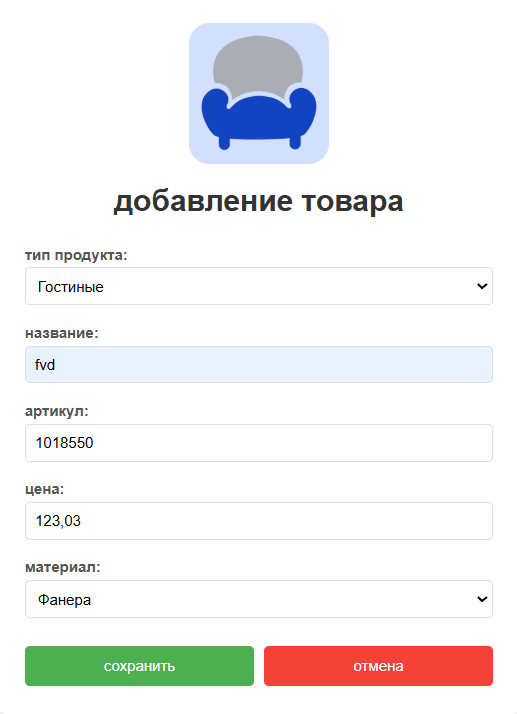 добавление товара
тип продукта:
Гостиные
название:
fvd
артикул:
1018550
цена:
123,03
материал:
Фанера
сохранить
отмена